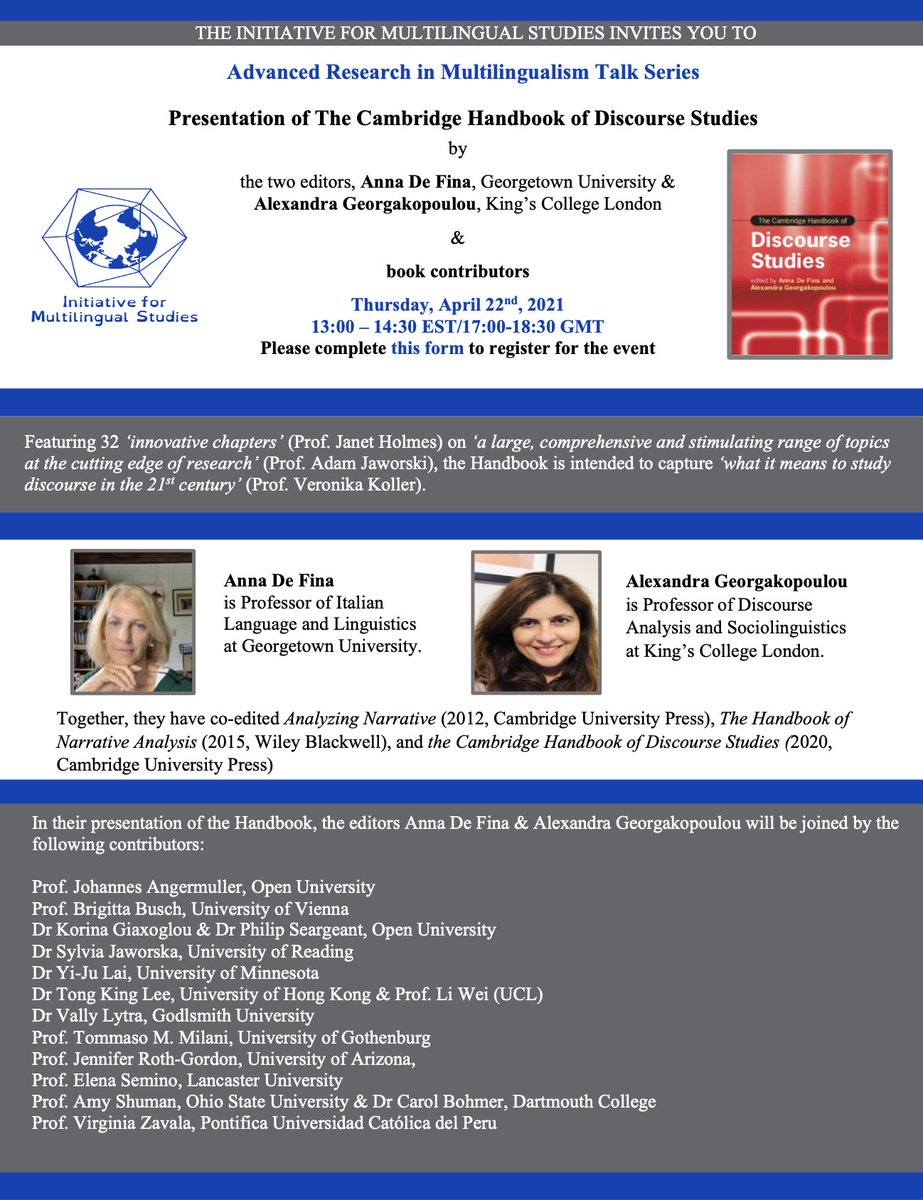 THE INITIATIVE FOR MULTILINGUAL STUDIES INVITES YOU TO
Advanced Research in Multilingualism Talk Series
Presentation of The Cambridge Handbook of Discourse Studies
by
the two editors, Anna De Fina, Georgetown University &
Alexandra Georgakopoulou, King's College London
&
book contributors
Thursday, April 22nd, 2021
13:00 – 14:30 EST/17:00-18:30 GMT
Please complete this form to register for the event
Initiative for
Multilingual Studies
The Cambridge Handbook of
Discourse
Studies
edited by Anna De Fina and
Alexandra Georgakopoulou
Featuring 32 ‘innovative chapters’ (Prof. Janet Holmes) on ‘a large, comprehensive and stimulating range of topics
at the cutting edge of research’ (Prof. Adam Jaworski), the Handbook is intended to capture ‘what it means to study
discourse in the 21st century’ (Prof. Veronika Koller).
Anna De Fina
is Professor of Italian
Language and Linguistics
at Georgetown University.
Alexandra Georgakopoulou
is Professor of Discourse
Analysis and Sociolinguistics
at King's College London.
Together, they have co-edited Analyzing Narrative (2012, Cambridge University Press), The Handbook of
Narrative Analysis (2015, Wiley Blackwell), and the Cambridge Handbook of Discourse Studies (2020,
Cambridge University Press)
In their presentation of the Handbook, the editors Anna De Fina & Alexandra Georgakopoulou will be joined by the
following contributors:
Prof. Johannes Angermuller, Open University
Prof. Brigitta Busch, University of Vienna
Dr Korina Giaxoglou & Dr Philip Seargeant, Open University
Dr Sylvia Jaworska, University of Reading
Dr Yi-Ju Lai, University of Minnesota
Dr Tong King Lee, University of Hong Kong & Prof. Li Wei (UCL)
Dr Vally Lytra, Godlsmith University
Prof. Tommaso M. Milani, University of Gothenburg
Prof. Jennifer Roth-Gordon, University of Arizona,
Prof. Elena Semino, Lancaster University
Prof. Amy Shuman, Ohio State University & Dr Carol Bohmer, Dartmouth College
Prof. Virginia Zavala, Pontifica Universidad Católica del Peru